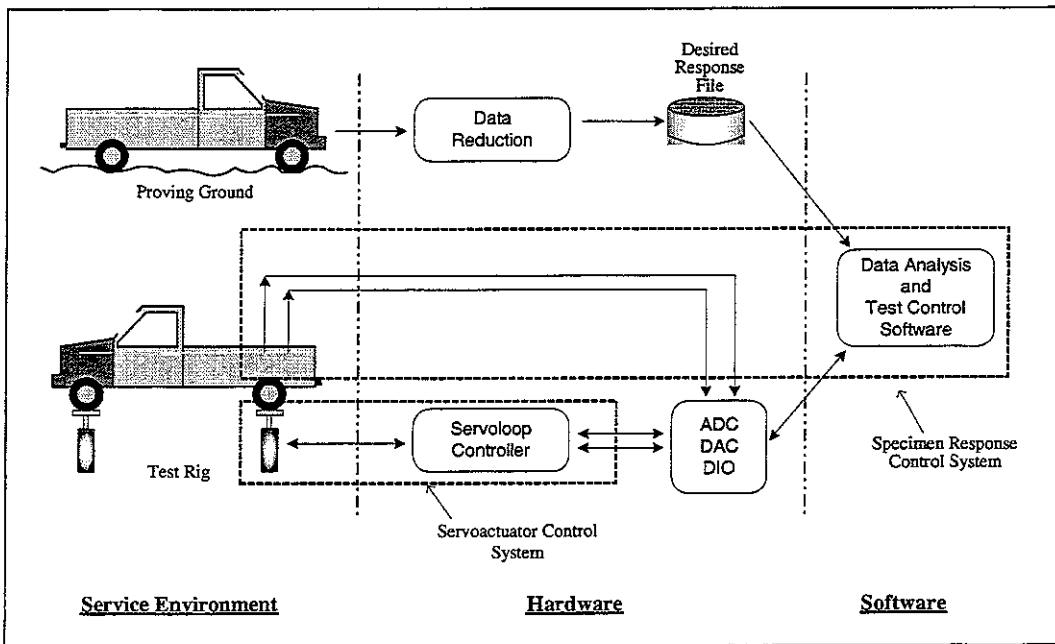 Desired
Response
File
Data
Reduction
Proving Ground
Data Analysis
and
Test Control
Software
Servoloop
Controller
ADC
DAC
DIO
Test Rig
Specimen Response
Control System
Servoactuator Control
System
Service Environment
Hardware
Software